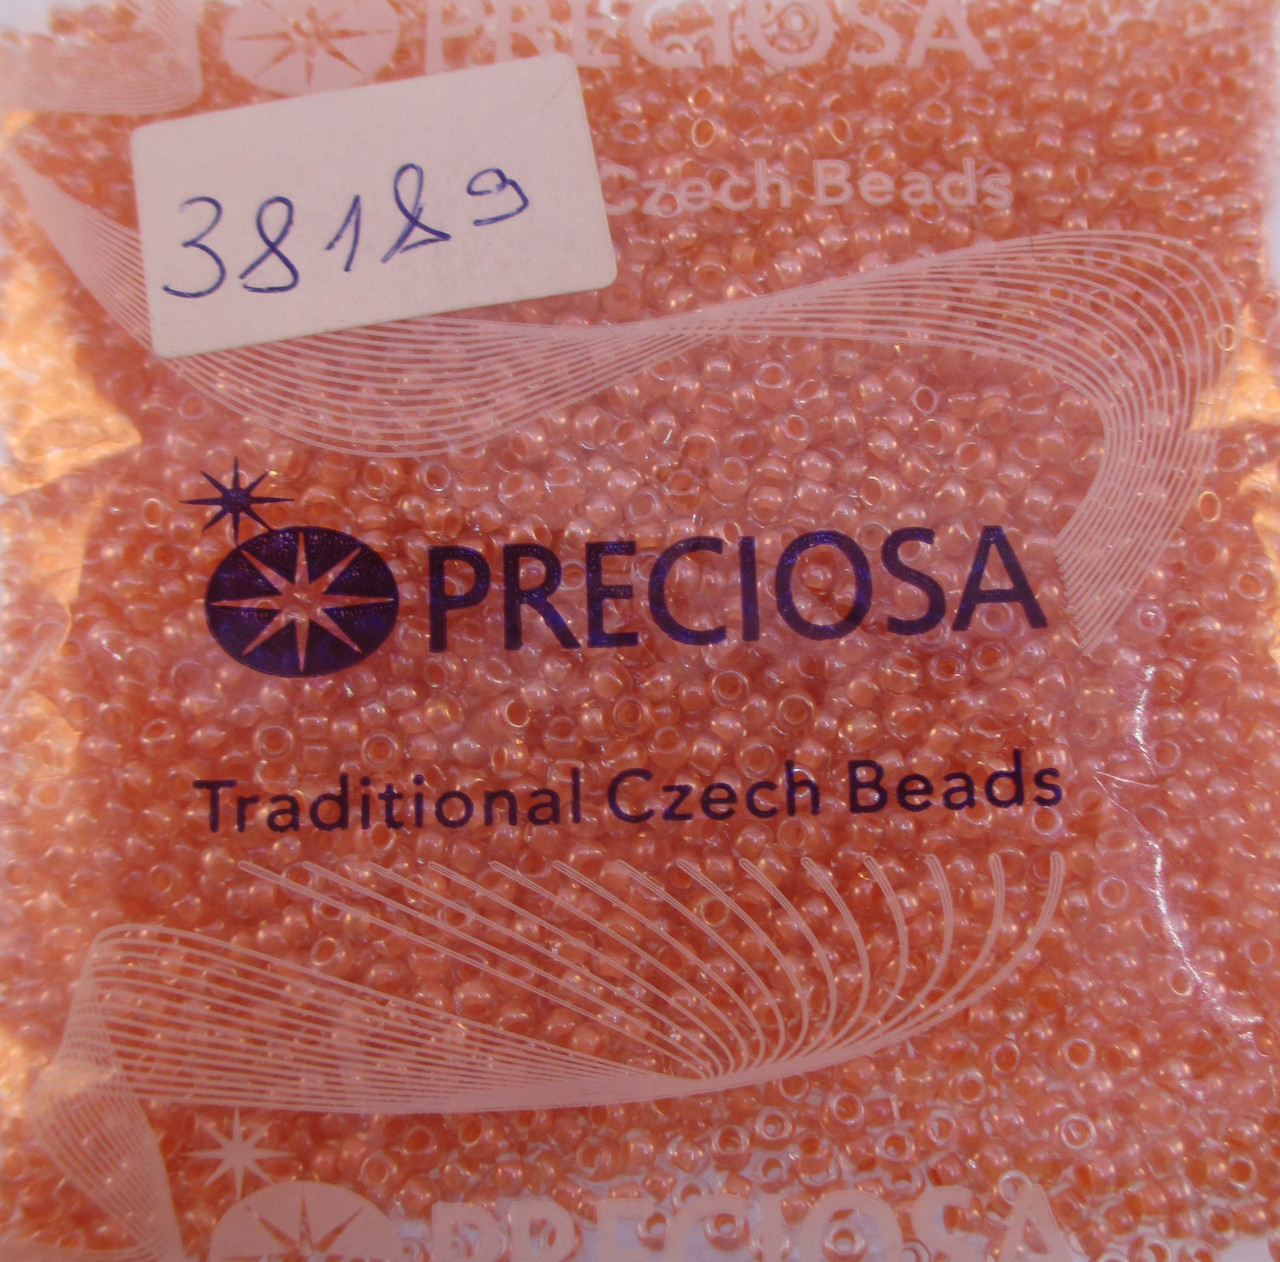 PRECIOSA
38189
Czech Beads
PRECIOSA
Traditional Czech Beads
PRECIOSA